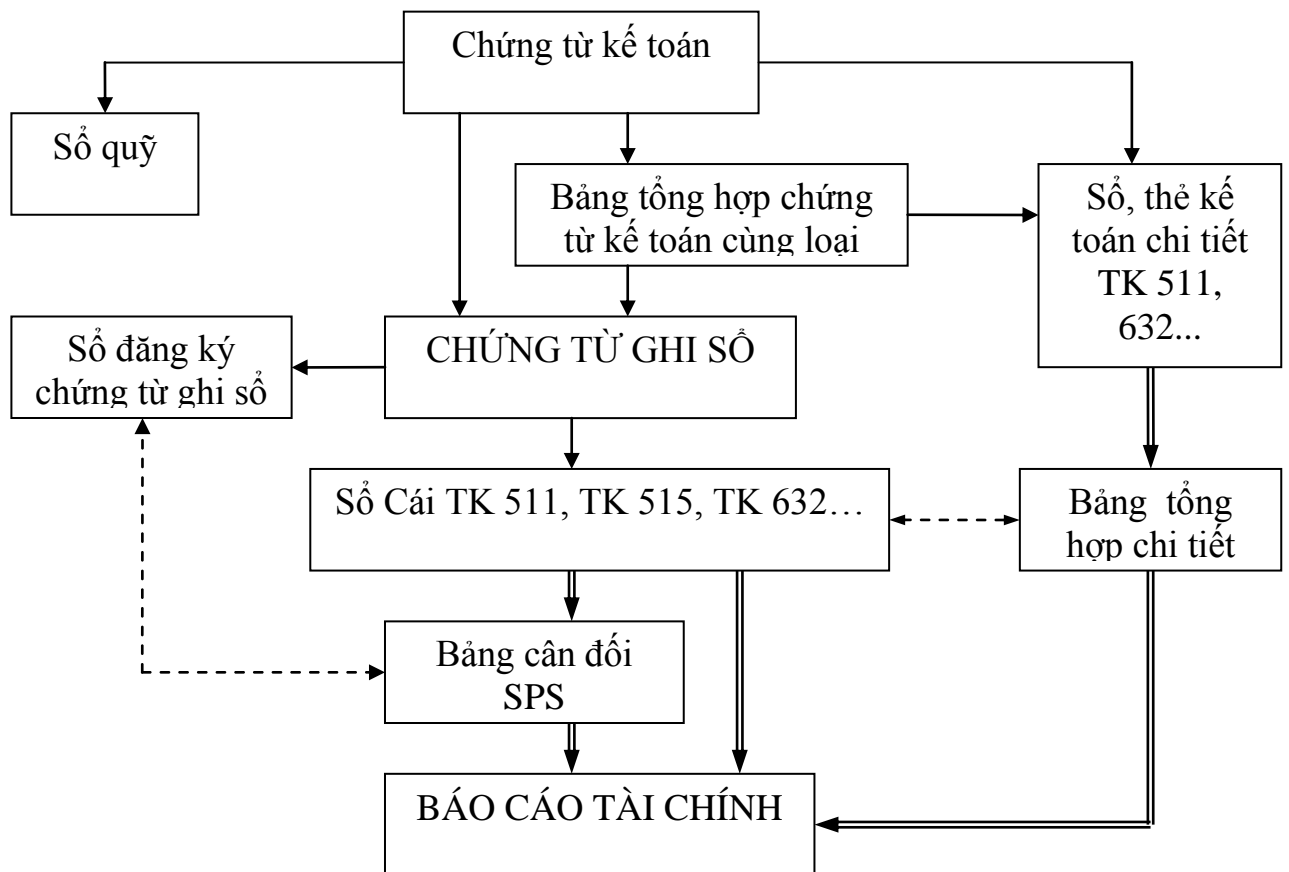 Chứng từ kế toán
Sổ quỹ
Bảng tổng hợp chứng
từ kế toán cùng loại
Sổ, thẻ kế
toán chi tiết
TK 511,
632...
Sổ đăng ký
chứng từ ghi sổ
CHỨNG TỪ GHI SỔ
Sổ Cái TK 511, TK 515, TK 632…
Bảng tổng
hợp chi tiết
Bảng cân đối
SPS
BÁO CÁO TÀI CHÍNH